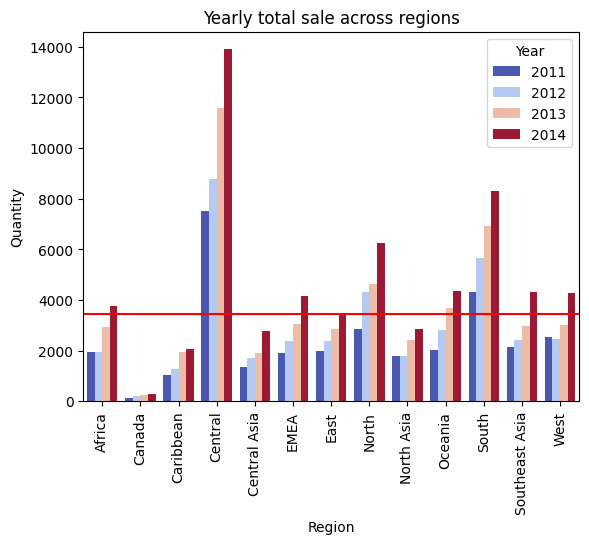 Yearly total sale across regions
Year
2011
2012
2013
2014
Quantity
14000
12000
10000
8000
6000
4000
2000
0
Africa
Canada
Caribbean
Central
Central Asia
EMEA
East
North
North Asia
Oceania
South
Southeast Asia
West
Region